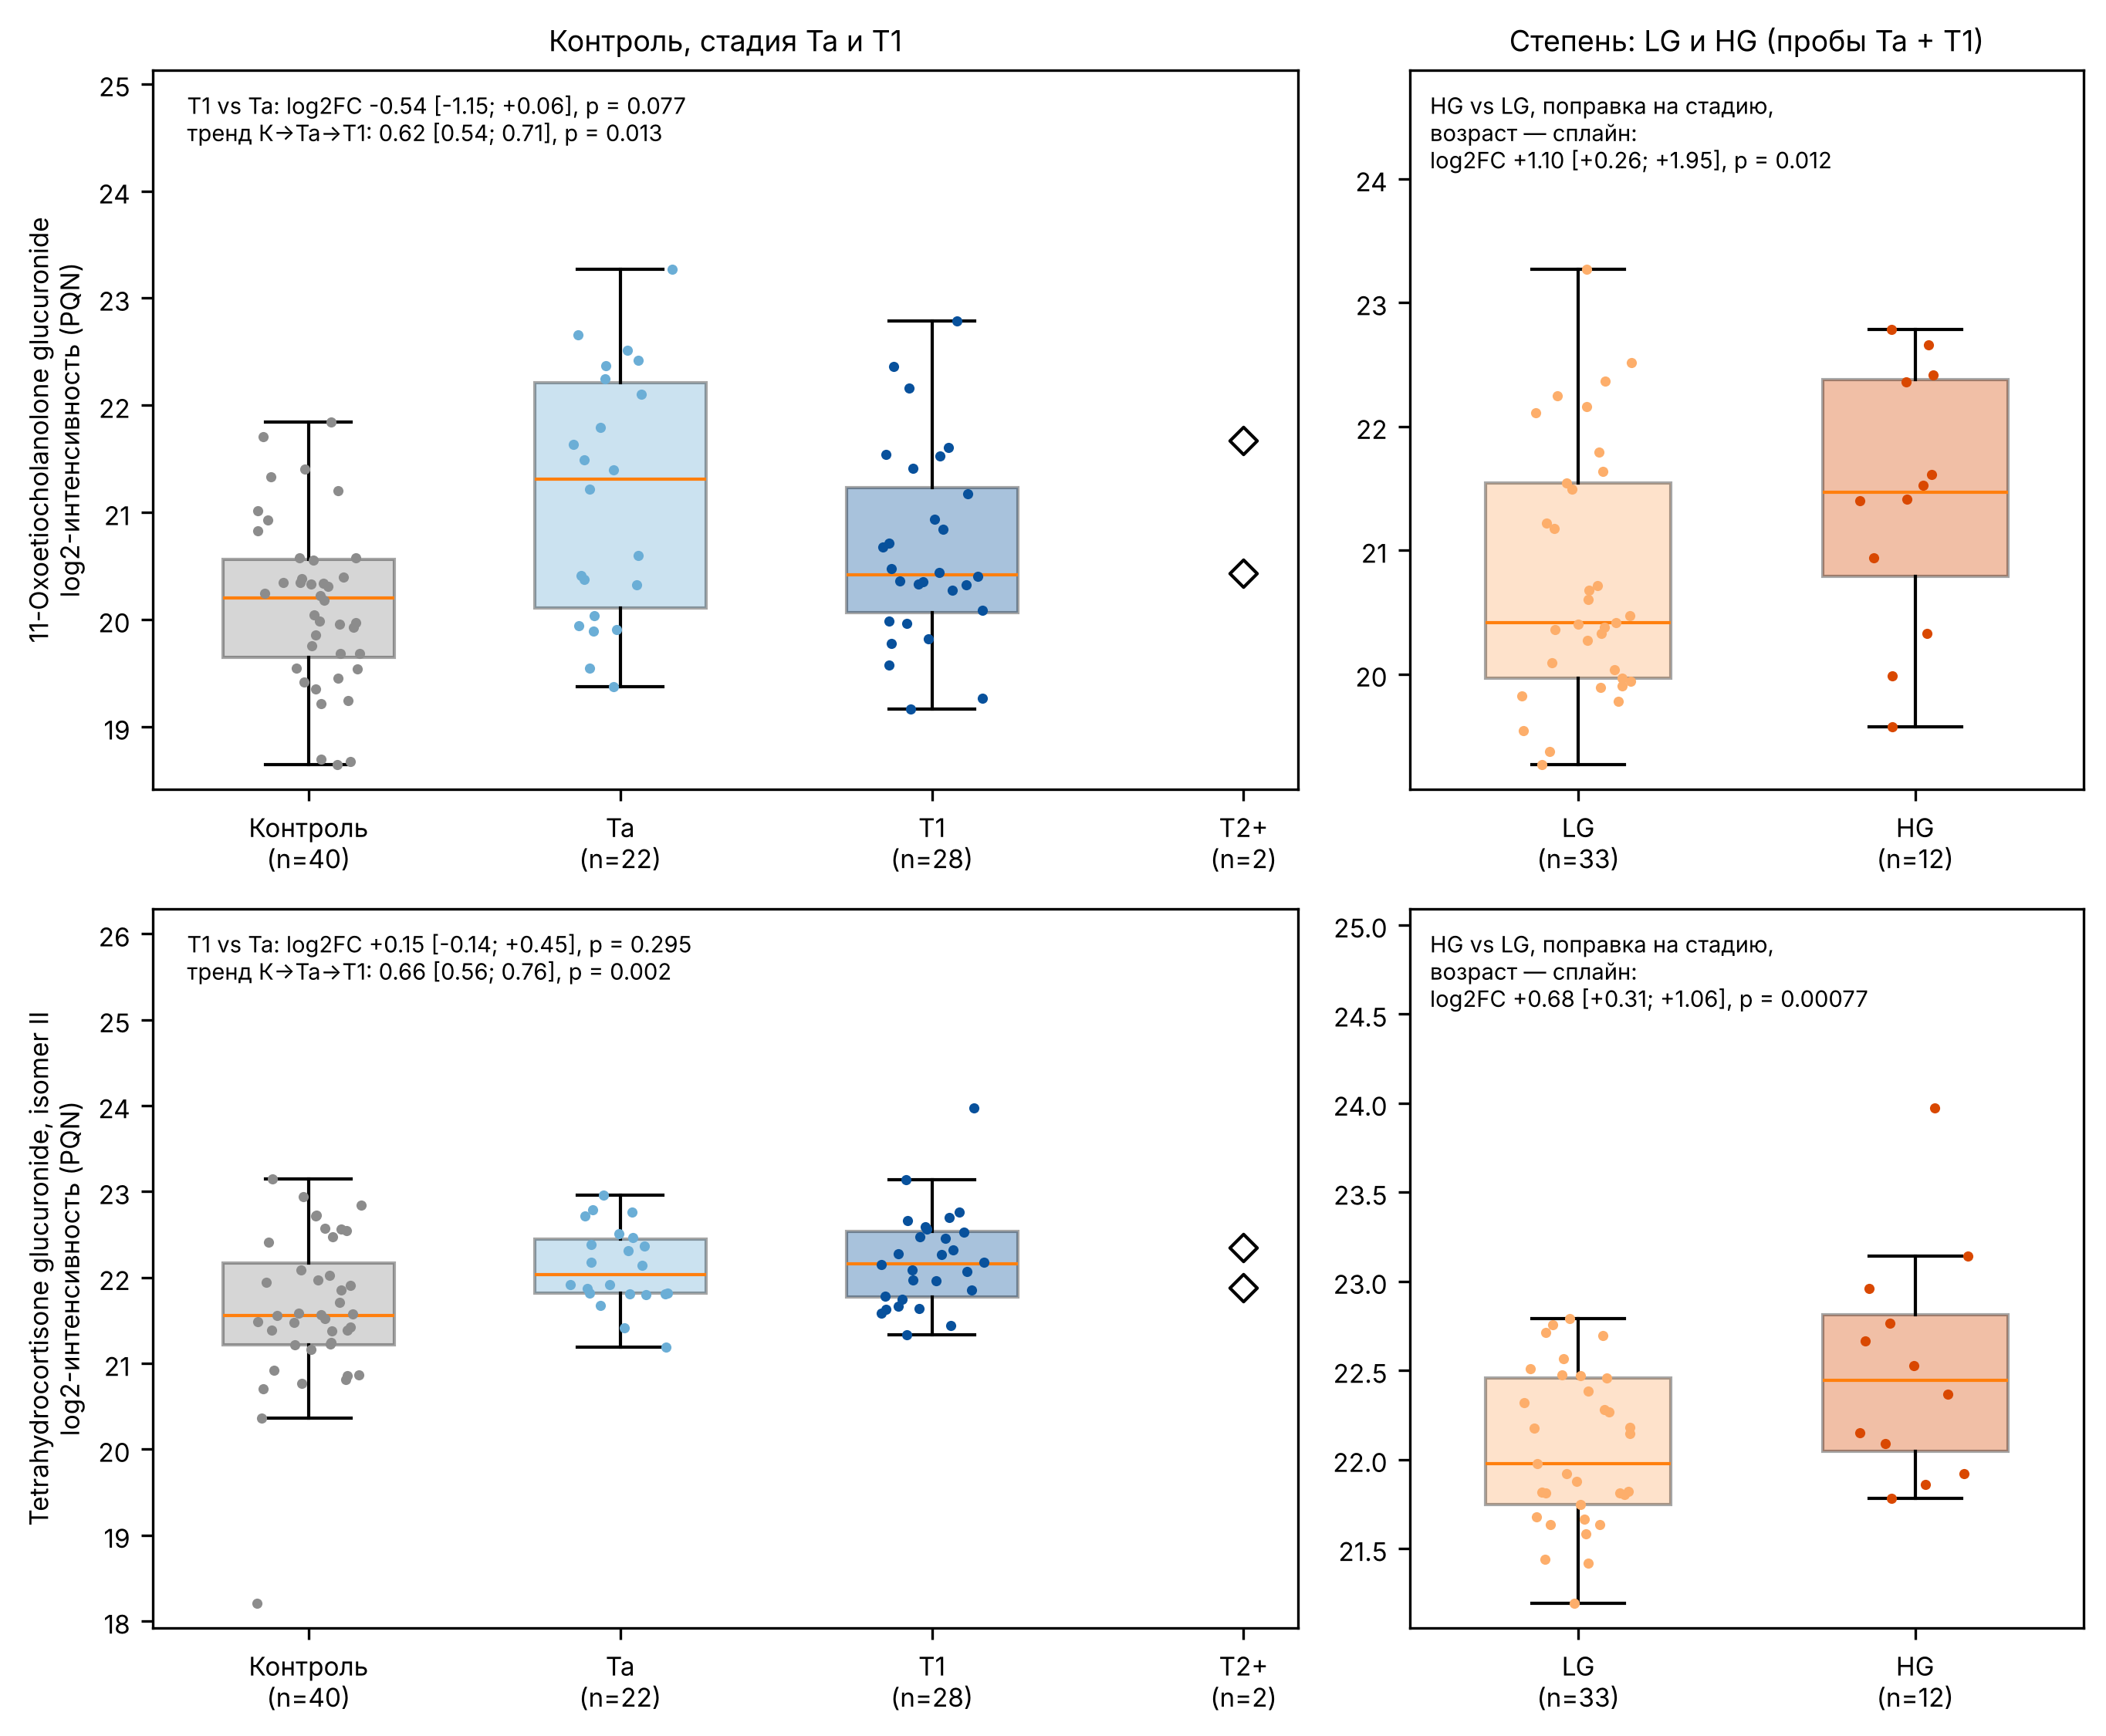 Контроль, стадия Ta и T1
11-Oxoetiocholanolone glucuronide
log2-интенсивность (PQN)
25
24
23
22
21
20
19
T1 vs Ta: log2FC -0.54 [-1.15; +0.06], p = 0.077
тренд К→Ta→T1: 0.62 [0.54; 0.71], p = 0.013
Контроль
(n=40)
Ta
(n=22)
T1
(n=28)
T2+
(n=2)
Степень: LG и HG (пробы Ta + T1)
24
23
22
21
20
HG vs LG, поправка на стадию,
возраст — сплайн:
log2FC +1.10 [+0.26; +1.95], p = 0.012
LG
(n=33)
HG
(n=12)
Tetrahydrocortisone glucuronide, isomer II
log2-интенсивность (PQN)
26
25
24
23
22
21
20
19
18
T1 vs Ta: log2FC +0.15 [-0.14; +0.45], p = 0.295
тренд К→Ta→T1: 0.66 [0.56; 0.76], p = 0.002
Контроль
(n=40)
Ta
(n=22)
T1
(n=28)
T2+
(n=2)
25.0
24.5
24.0
23.5
23.0
22.5
22.0
21.5
HG vs LG, поправка на стадию,
возраст — сплайн:
log2FC +0.68 [+0.31; +1.06], p = 0.00077
LG
(n=33)
HG
(n=12)